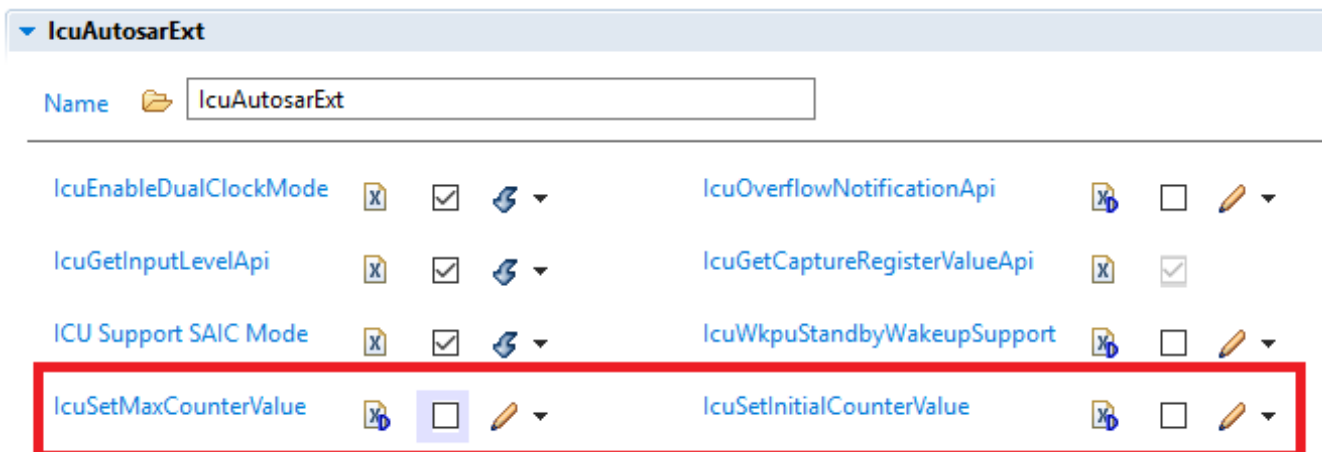 IcuAutosarExt
Name IcuAutosarExt
IcuEnableDualClockMode IcuOverflowNotificationApi
IcuGetInputLevelApi IcuGetCaptureRegisterValueApi
ICU Support SAIC Mode IcuWkpuStandbyWakeupSupport
IcuSetMaxCounterValue IcuSetInitialCounterValue